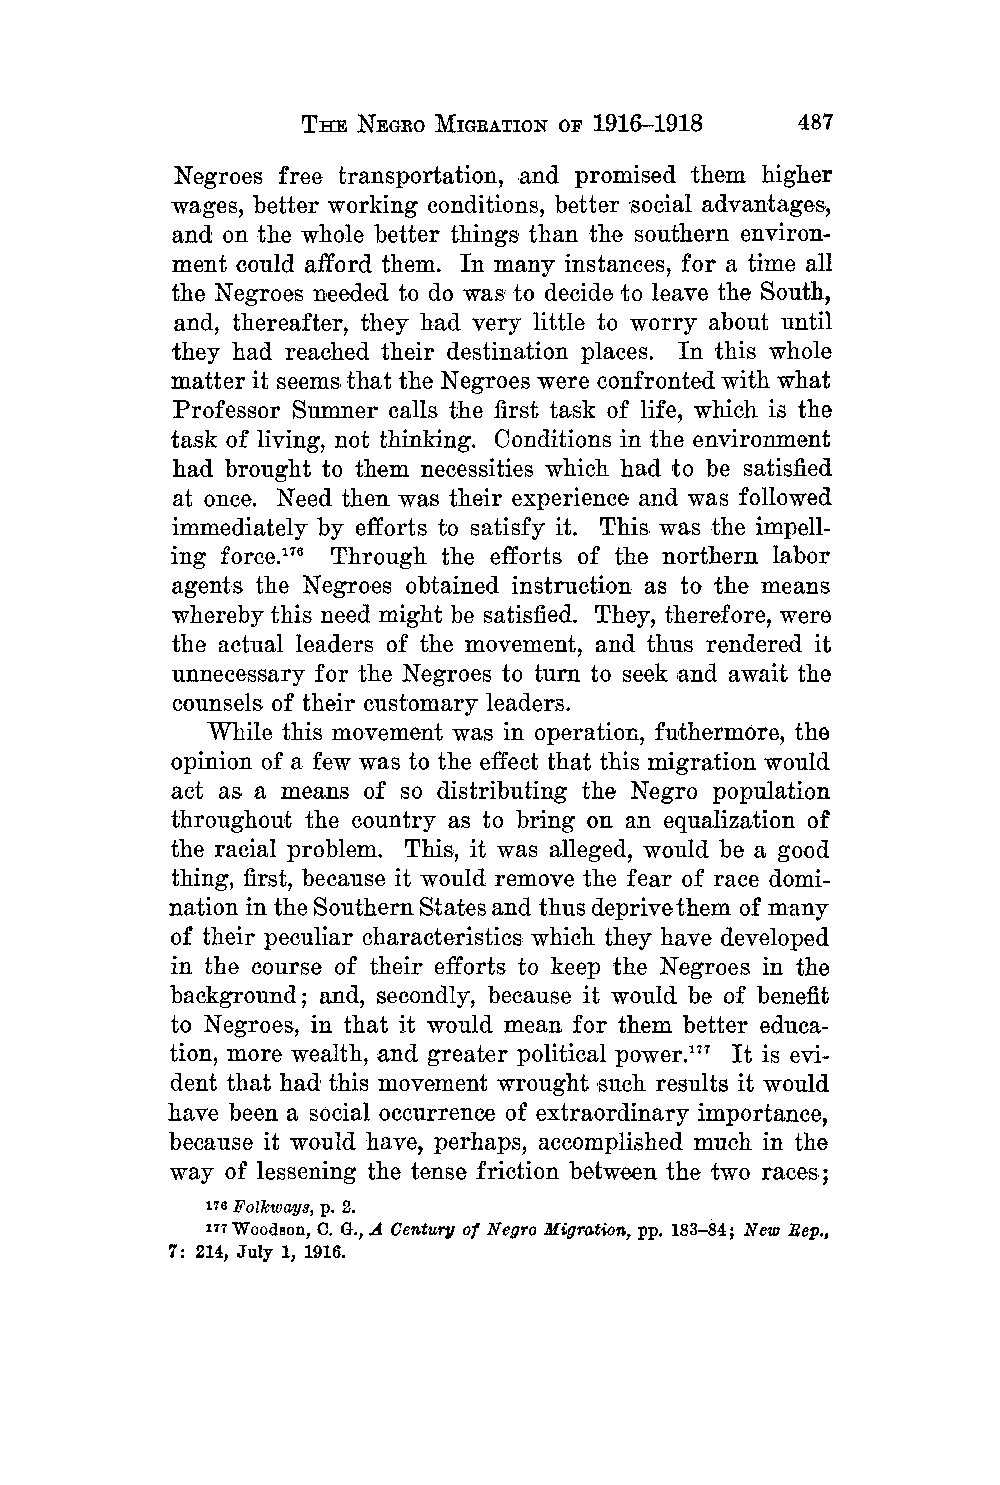 THE NEGRO MIGRATION OF 1916–1918 487
Negroes free transportation, and promised them higher
wages, better working conditions, better social advantages,
and on the whole better things than the southern environ-
ment could afford them. In many instances, for a time all
the Negroes needed to do was to decide to leave the South,
and, thereafter, they had very little to worry about until
they had reached their destination places. In this whole
matter it seems that the Negroes were confronted with what
Professor Sumner calls the first task of life, which is the
task of living, not thinking. Conditions in the environment
had brought to them necessities which had to be satisfied
at once. Need then was their experience and was followed
immediately by efforts to satisfy it. This was the impell-
ing force.¹⁷⁶ Through the efforts of the northern labor
agents the Negroes obtained instruction as to the means
whereby this need might be satisfied. They, therefore, were
the actual leaders of the movement, and thus rendered it
unnecessary for the Negroes to turn to seek and await the
counsels of their customary leaders.
While this movement was in operation, futhermore, the
opinion of a few was to the effect that this migration would
act as a means of so distributing the Negro population
throughout the country as to bring on an equalization of
the racial problem. This, it was alleged, would be a good
thing, first, because it would remove the fear of race domi-
nation in the Southern States and thus deprive them of many
of their peculiar characteristics which they have developed
in the course of their efforts to keep the Negroes in the
background; and, secondly, because it would be of benefit
to Negroes, in that it would mean for them better educa-
tion, more wealth, and greater political power.¹⁷⁷ It is evi-
dent that had this movement wrought such results it would
have been a social occurrence of extraordinary importance,
because it would have, perhaps, accomplished much in the
way of lessening the tense friction between the two races;
¹⁷⁶ Folkways, p. 2.
¹⁷⁷ Woodson, C. G., A Century of Negro Migration, pp. 183–84; New Rep.,
7: 214, July 1, 1916.